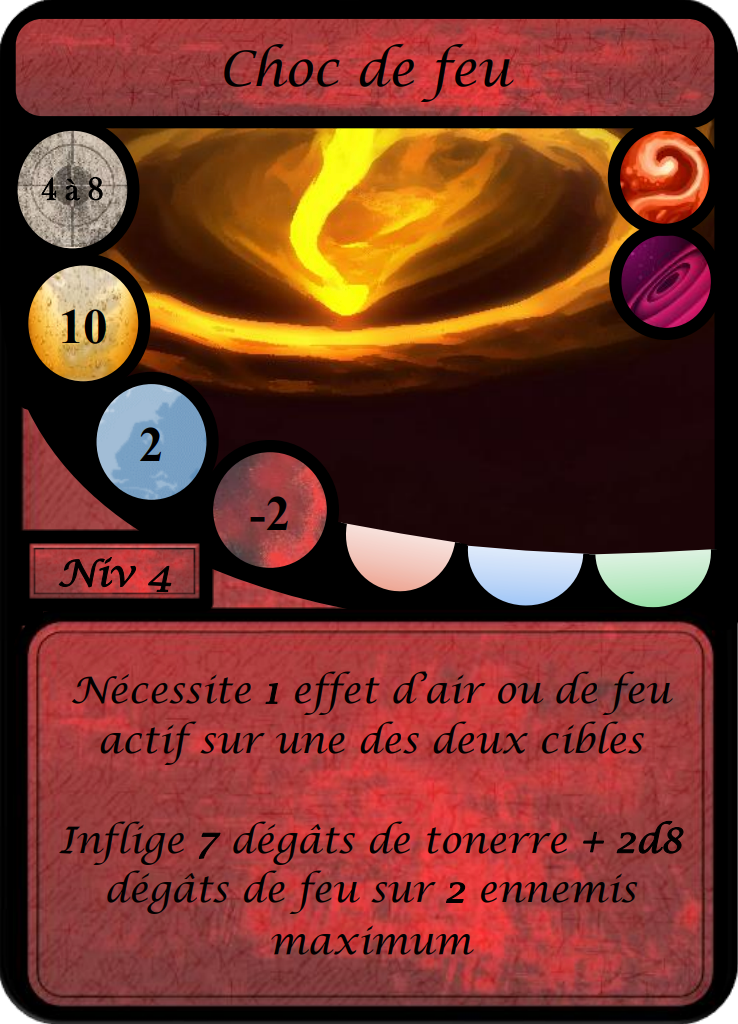 Choc de feu
4 à 8
10
2
-2
Niv 4
Nécessite 1 effet d'air ou de feu
actif sur une des deux cibles
Inflige 7 dégâts de tonerre + 2d8
dégâts de feu sur 2 ennemis
maximum